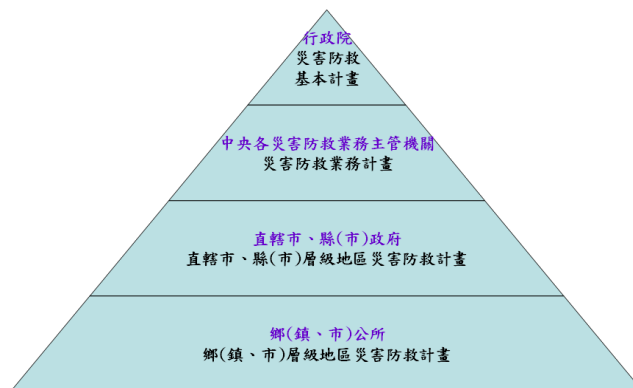 行政院
災害防救
基本計畫
中央各災害防救業務主管機關
災害防救業務計畫
直轄市、縣(市)政府
直轄市、縣(市)層級地區災害防救計畫
鄉(鎮、市)公所
鄉(鎮、市)層級地區災害防救計畫